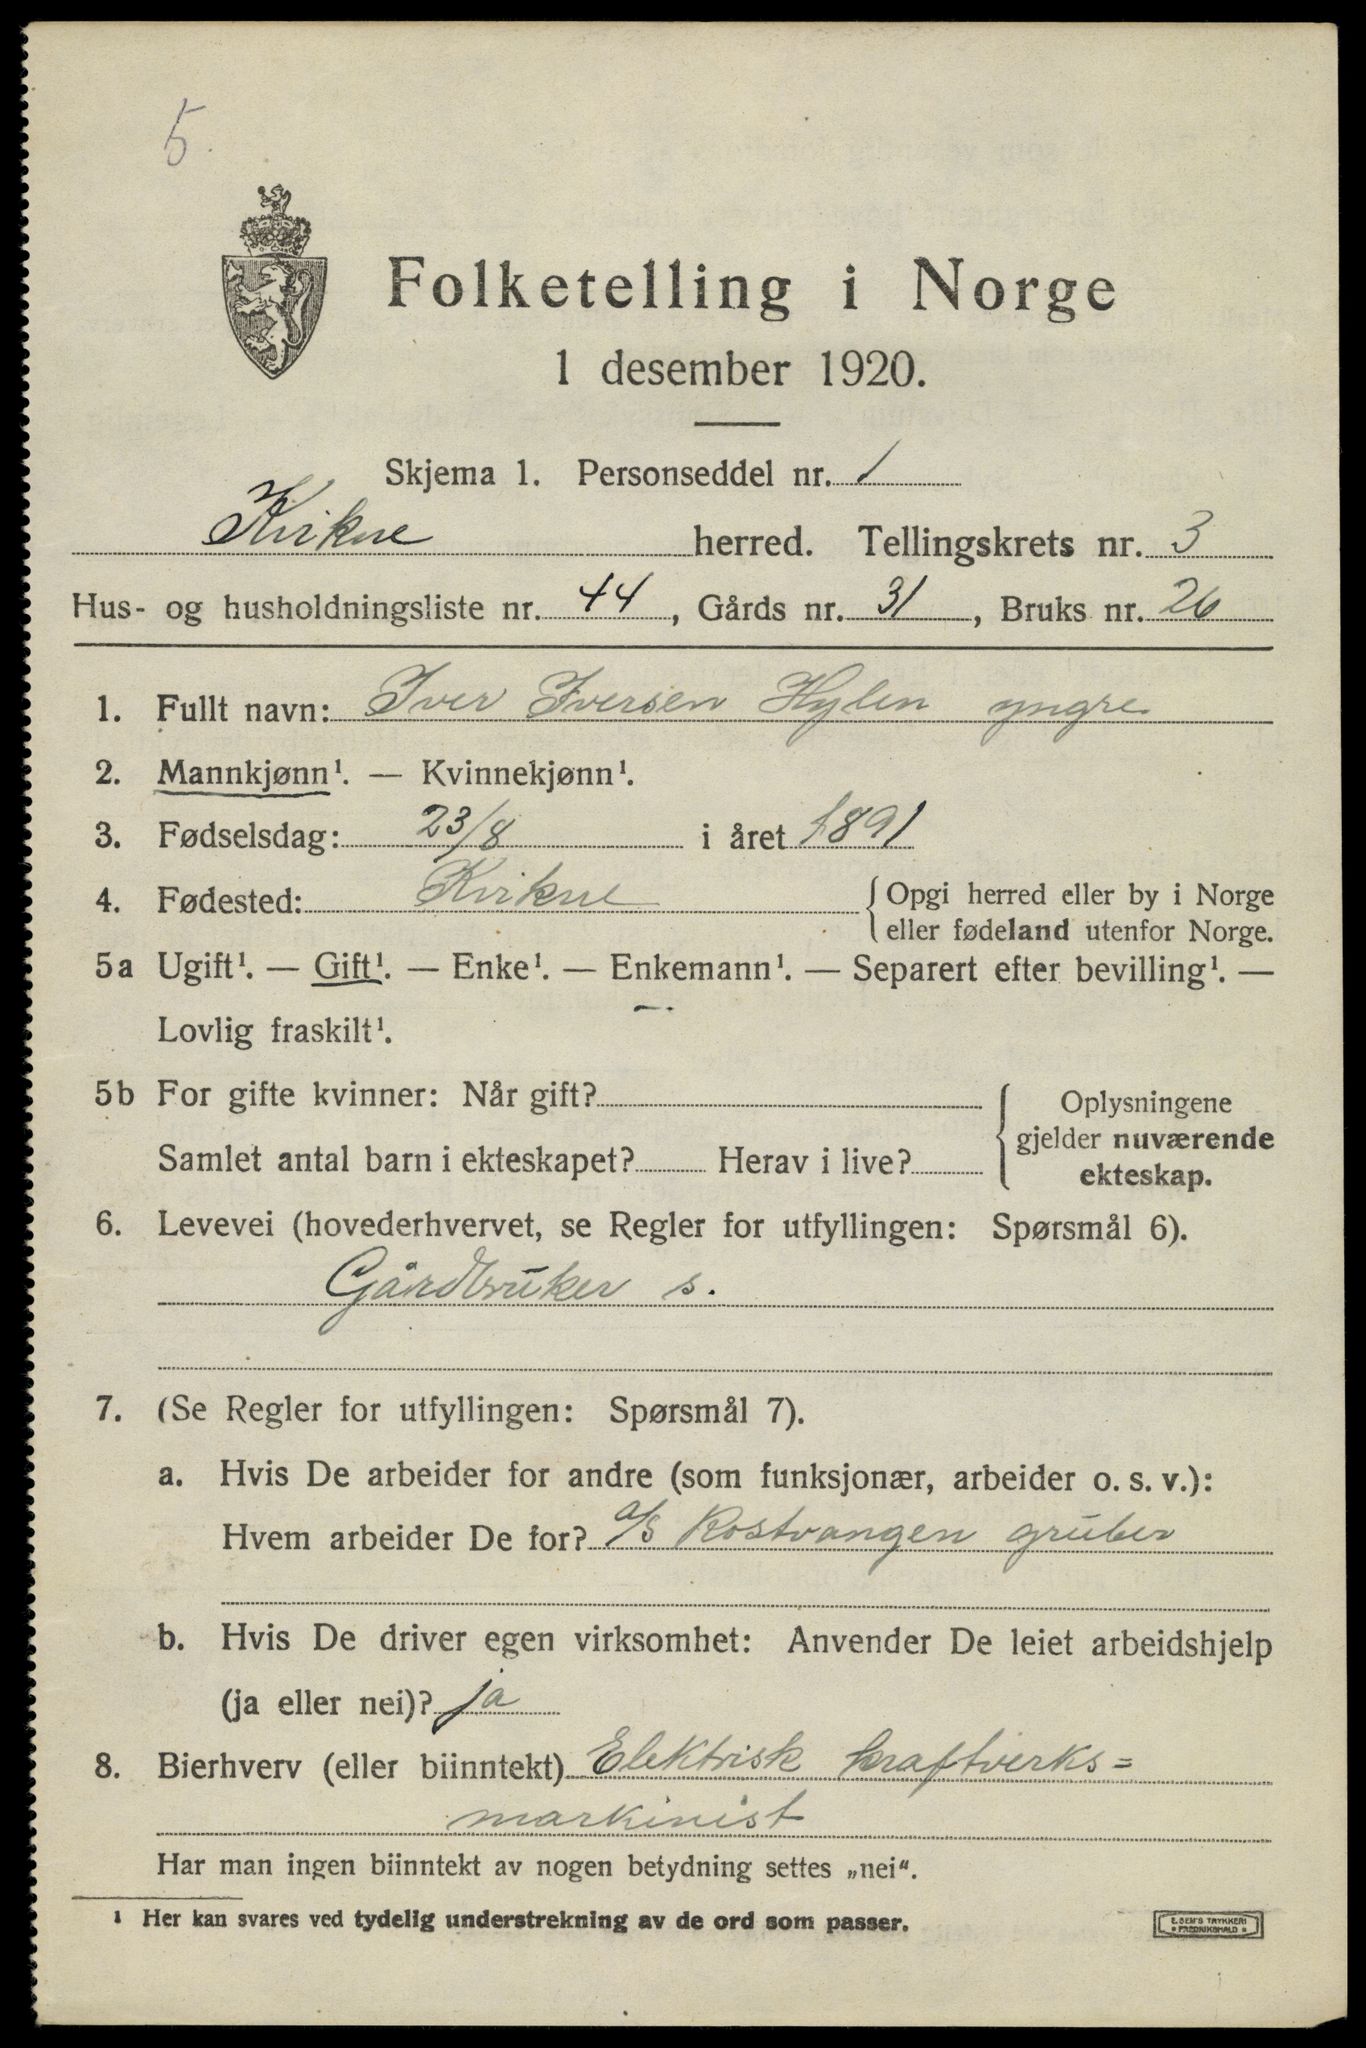 5.
Folketelling i Norge
1 desember 1920.
Skjema 1. Personseddel nr. 1
Kvikne herred. Tellingskrets nr. 3
Hus- og husholdningsliste nr. 44, Gårds nr. 31, Bruks nr. 26
1. Fullt navn: Iver Iversen Hylen yngre
2. Mannkjønn¹. — Kvinnekjønn¹.
3. Fødselsdag: 23/8 i året 1891
4. Fødested: Kvikne { Opgi herred eller by i Norge
eller fødeland utenfor Norge.
5a Ugift¹. — Gift¹. — Enke¹. — Enkemann¹. — Separert efter bevilling¹. —
Lovlig fraskilt¹.
5b For gifte kvinner: Når gift?
Samlet antal barn i ekteskapet? Herav i live?
{ Oplysningene
gjelder nuværende
ekteskap.
6. Levevei (hovederhvervet, se Regler for utfyllingen: Spørsmål 6).
Gårdbruker s.
7. (Se Regler for utfyllingen: Spørsmål 7).
a. Hvis De arbeider for andre (som funksjonær, arbeider o. s. v.):
Hvem arbeider De for? a/s Rostvangen gruber
b. Hvis De driver egen virksomhet: Anvender De leiet arbeidshjelp
(ja eller nei)? ja
8. Bierhverv (eller biinntekt) Elektrisk kraftverks=
markinist
Har man ingen biinntekt av nogen betydning settes „nei“.
¹ Her kan svares ved tydelig understrekning av de ord som passer.
E. SEM'S TRYKKERI
* FREDRIKSHALD *